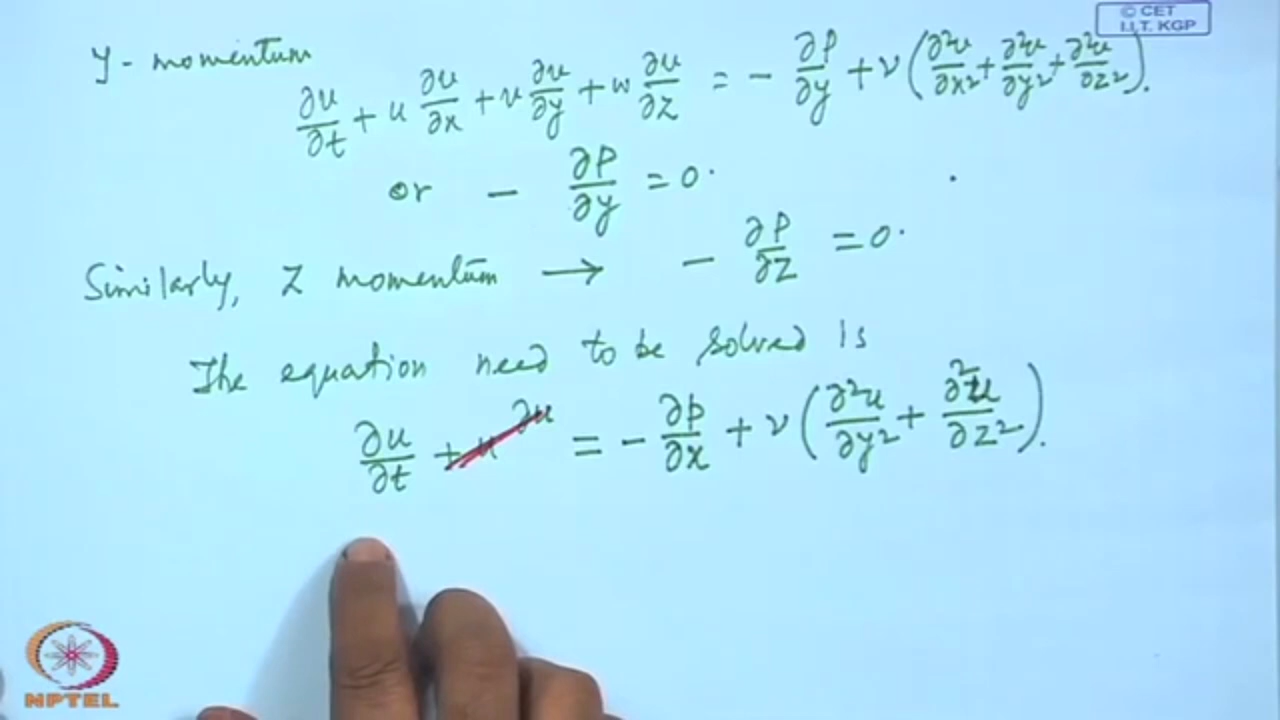 © CET
I.I.T. KGP
Y - momentum
∂v/∂t + u ∂v/∂x + v ∂v/∂y + w ∂v/∂z = - ∂p/∂y + ν (∂²v/∂x² + ∂²v/∂y² + ∂²v/∂z²).
or - ∂p/∂y = 0.
Similarly, Z momentum → - ∂p/∂z = 0.
The equation need to be solved is
∂u/∂t + u ∂u = - ∂p/∂x + ν (∂²u/∂y² + ∂²u/∂z²).
NPTEL